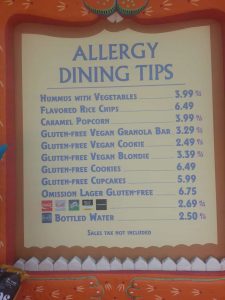 ALLERGY
DINING TIPS
HUMMUS WITH VEGETABLES 3.99
FLAVORED RICE CHIPS 6.49
CARAMEL POPCORN 3.99
GLUTEN-FREE VEGAN GRANOLA BAR 3.29
GLUTEN-FREE VEGAN COOKIE 2.49
GLUTEN-FREE VEGAN BLONDIE 3.39
GLUTEN-FREE COOKIES 6.49
GLUTEN-FREE CUPCAKES 5.99
OMISSION LAGER GLUTEN-FREE 6.75
2.69
BOTTLED WATER 2.50
SALES TAX NOT INCLUDED